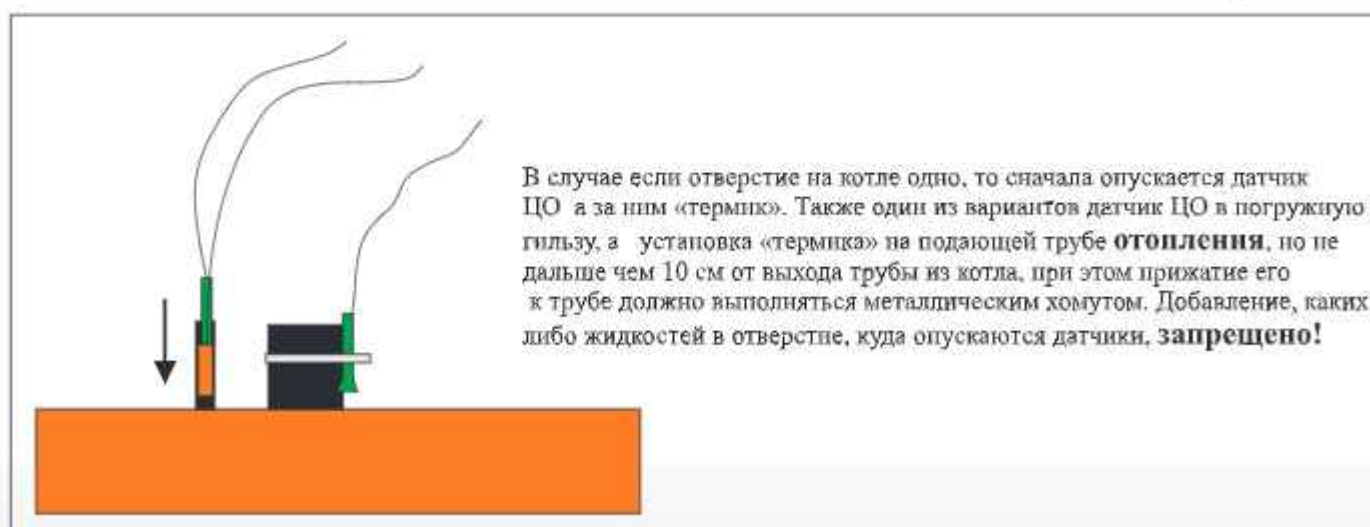 В случае если отверстие на котле одно, то сначала опускается датчик
ЦО а за ним «термик». Также один из вариантов датчик ЦО в погружную
гильзу, а установка «термика» на подающей трубе отопления, но не
дальше чем 10 см от выхода трубы из котла, при этом прижатие его
к трубе должно выполняться металлическим хомутом. Добавление, каких
либо жидкостей в отверстие, куда опускаются датчики, запрещено!